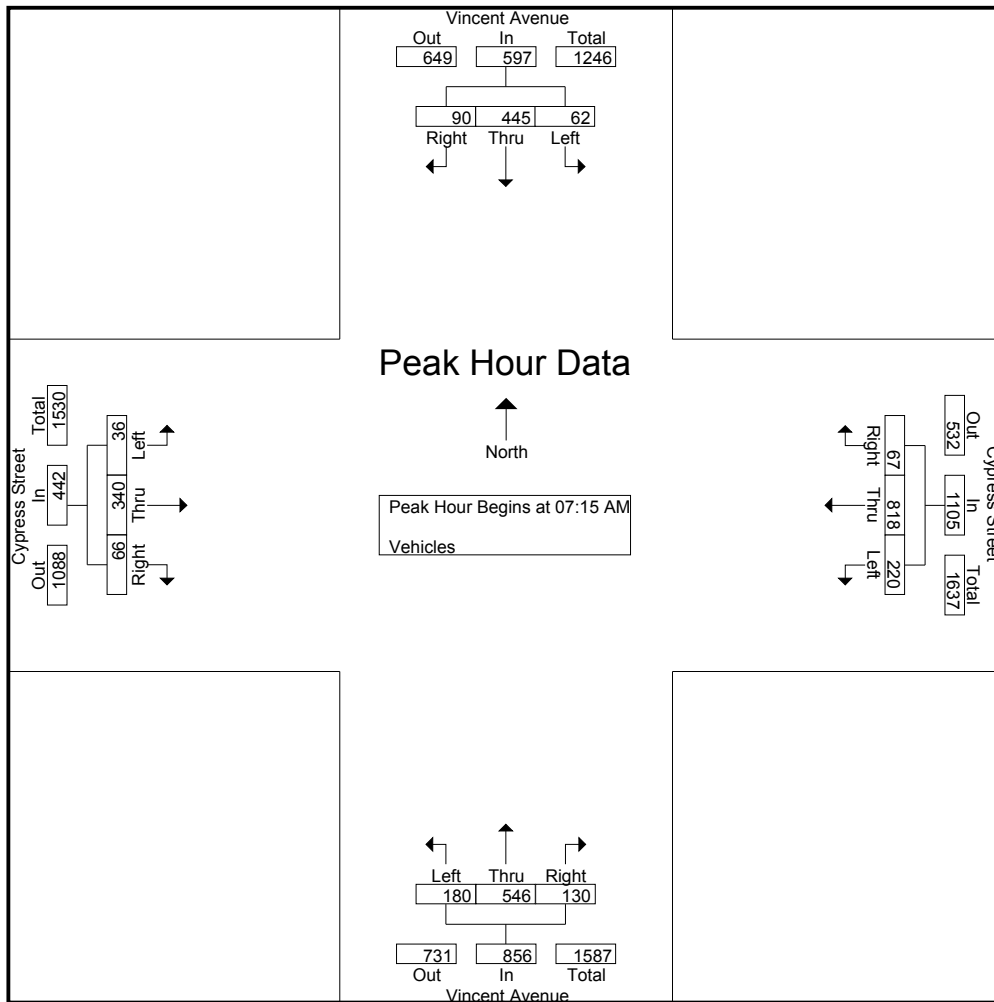 Vincent Avenue
Out In Total
649 597 1246
90 445 62
Right Thru Left
Peak Hour Data
North
Peak Hour Begins at 07:15 AM
Vehicles
Cypress Street
Total In Out
1530 442 1088
36 340 66
Left Thru Right
Cypress Street
Out In Total
532 1105 1637
67 818 220
Right Thru Left
Left Thru Right
180 546 130
731 856 1587
Out In Total
Vincent Avenue